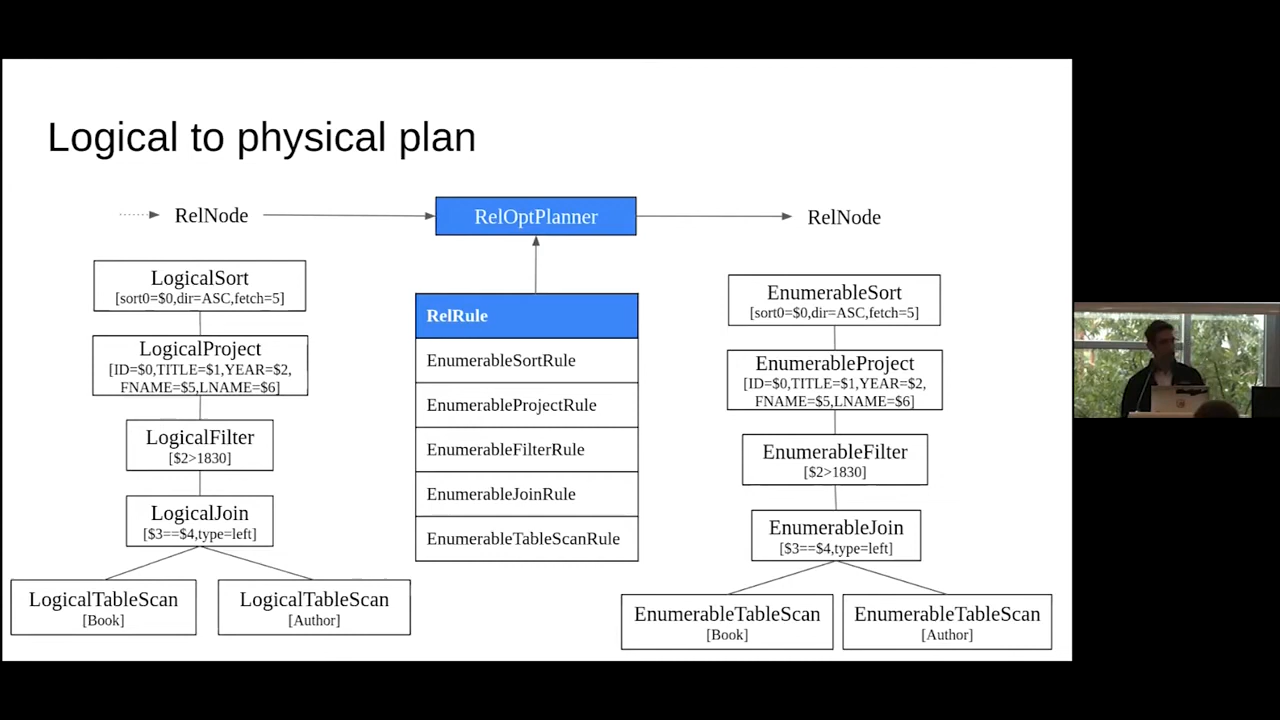 Logical to physical plan
RelNode
RelOptPlanner
RelNode
LogicalSort
[sort0=$0,dir=ASC,fetch=5]
LogicalProject
[ID=$0,TITLE=$1,YEAR=$2,
FNAME=$5,LNAME=$6]
LogicalFilter
[$2>1830]
LogicalJoin
[$3==$4,type=left]
LogicalTableScan
[Book]
LogicalTableScan
[Author]
RelRule
EnumerableSortRule
EnumerableProjectRule
EnumerableFilterRule
EnumerableJoinRule
EnumerableTableScanRule
EnumerableSort
[sort0=$0,dir=ASC,fetch=5]
EnumerableProject
[ID=$0,TITLE=$1,YEAR=$2,
FNAME=$5,LNAME=$6]
EnumerableFilter
[$2>1830]
EnumerableJoin
[$3==$4,type=left]
EnumerableTableScan
[Book]
EnumerableTableScan
[Author]